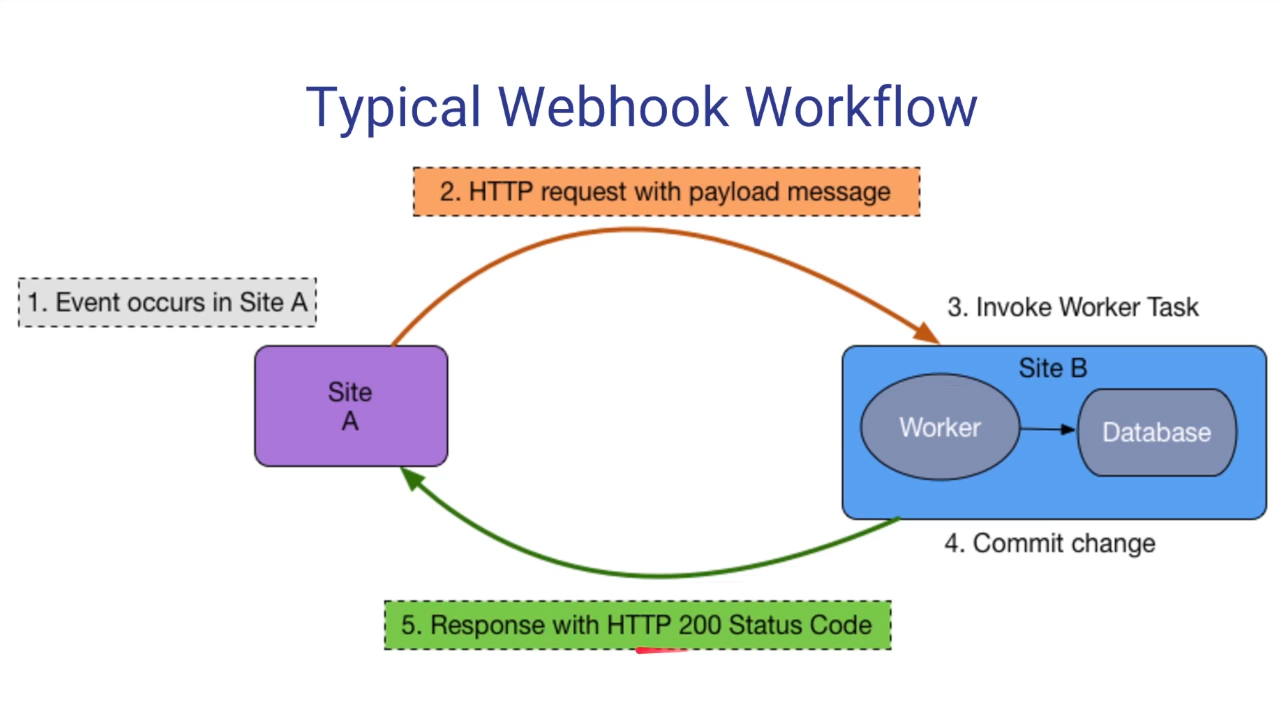 Typical Webhook Workflow
2. HTTP request with payload message
1. Event occurs in Site A
3. Invoke Worker Task
Site
A
Site B
Worker
Database
4. Commit change
5. Response with HTTP 200 Status Code